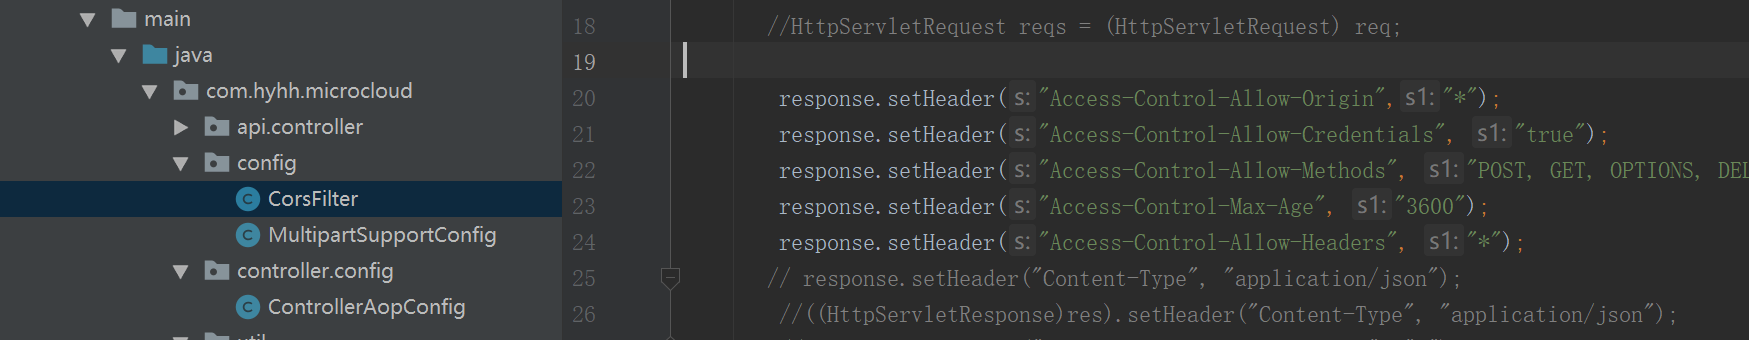 main
java
com.hyhh.microcloud
api.controller
config
CorsFilter
MultipartSupportConfig
controller.config
ControllerAopConfig
18 //HttpServletRequest reqs = (HttpServletRequest) req;
19
20 response.setHeader( s: "Access-Control-Allow-Origin", s1: "*");
21 response.setHeader( s: "Access-Control-Allow-Credentials", s1: "true");
22 response.setHeader( s: "Access-Control-Allow-Methods", s1: "POST, GET, OPTIONS, DEL
23 response.setHeader( s: "Access-Control-Max-Age", s1: "3600");
24 response.setHeader( s: "Access-Control-Allow-Headers", s1: "*");
25 // response.setHeader("Content-Type", "application/json");
26 //((HttpServletResponse)res).setHeader("Content-Type", "application/json");